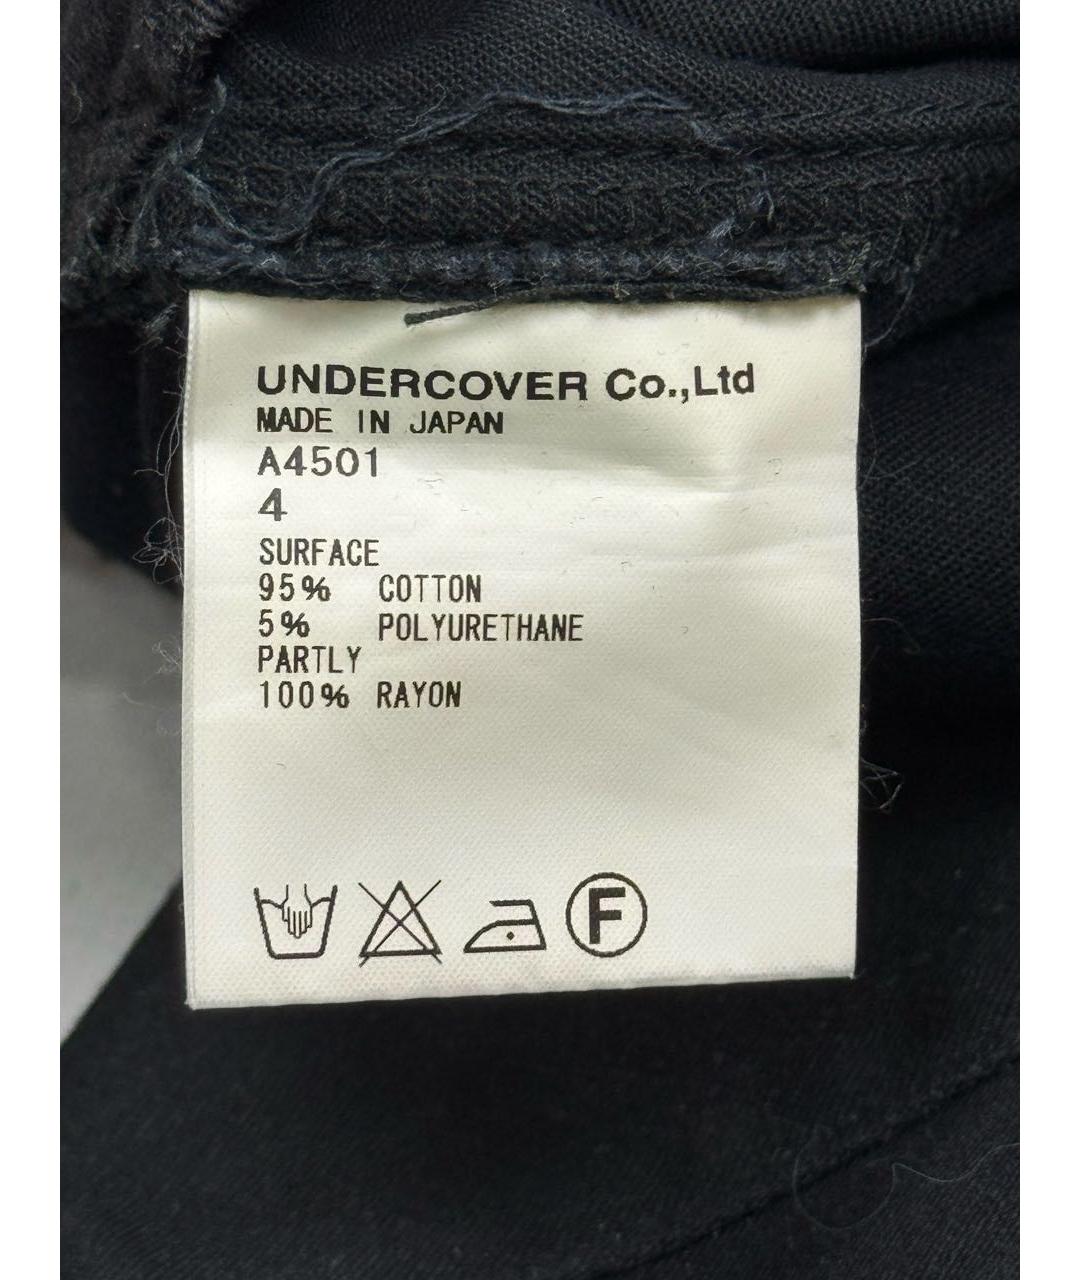 UNDERCOVER Co.,Ltd
MADE IN JAPAN
A4501
4
SURFACE
95% COTTON
5% POLYURETHANE
PARTLY
100% RAYON
F